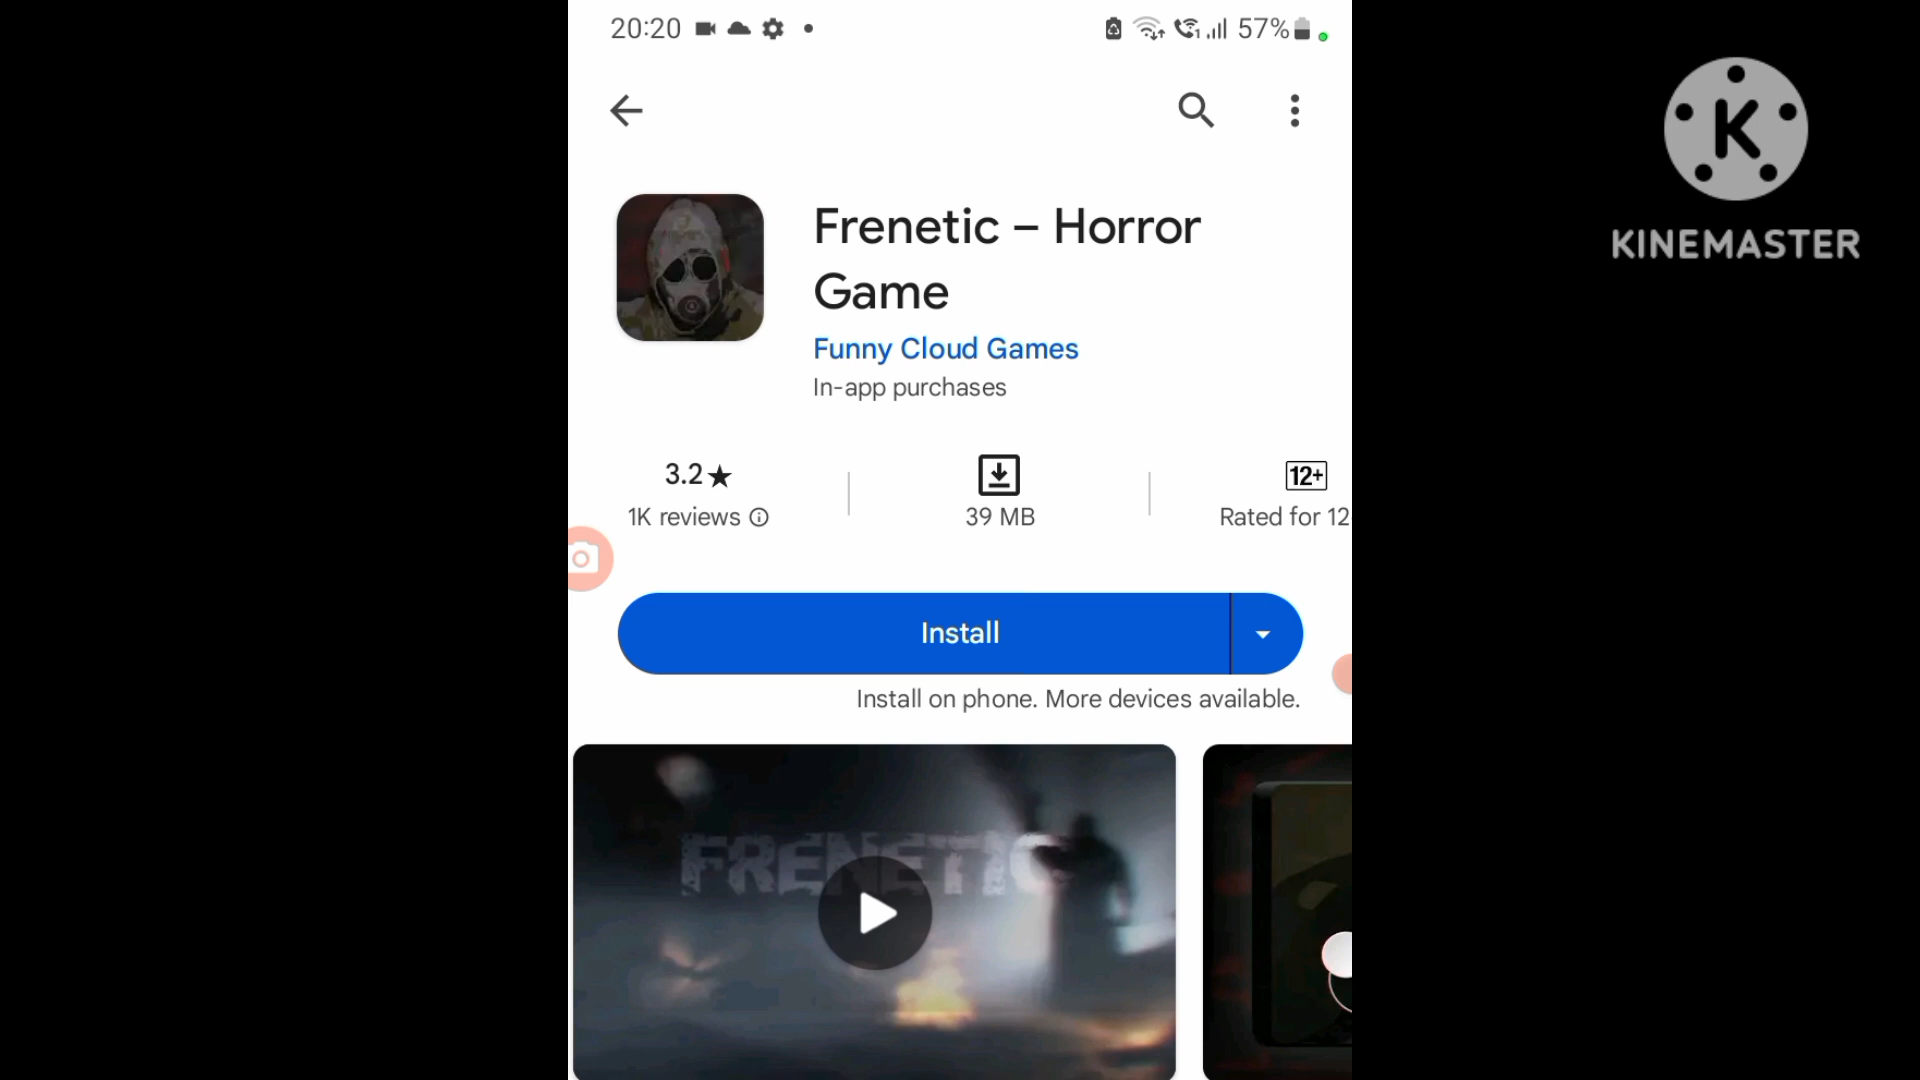 20:20
57%
KINEMASTER
Frenetic – Horror
Game
Funny Cloud Games
In-app purchases
3.2★
12+
1K reviews
39 MB
Rated for 12
Install
Install on phone. More devices available.
FRENETIC